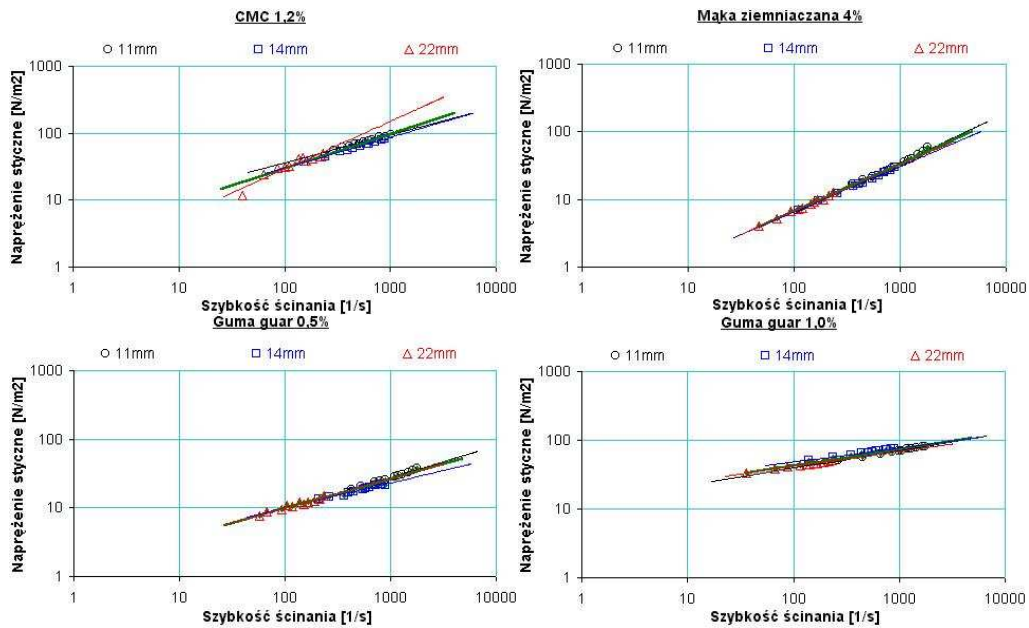 CMC 1,2%
11mm 14mm 22mm
Naprężenie styczne [N/m2]
1000
100
10
1
1 10 100 1000 10000
Szybkość ścinania [1/s]
Mąka ziemniaczana 4%
11mm 14mm 22mm
Naprężenie styczne [N/m2]
1000
100
10
1
1 10 100 1000 10000
Szybkość ścinania [1/s]
Guma guar 0,5%
11mm 14mm 22mm
Naprężenie styczne [N/m2]
1000
100
10
1
1 10 100 1000 10000
Szybkość ścinania [1/s]
Guma guar 1,0%
11mm 14mm 22mm
Naprężenie styczne [N/m2]
1000
100
10
1
1 10 100 1000 10000
Szybkość ścinania [1/s]